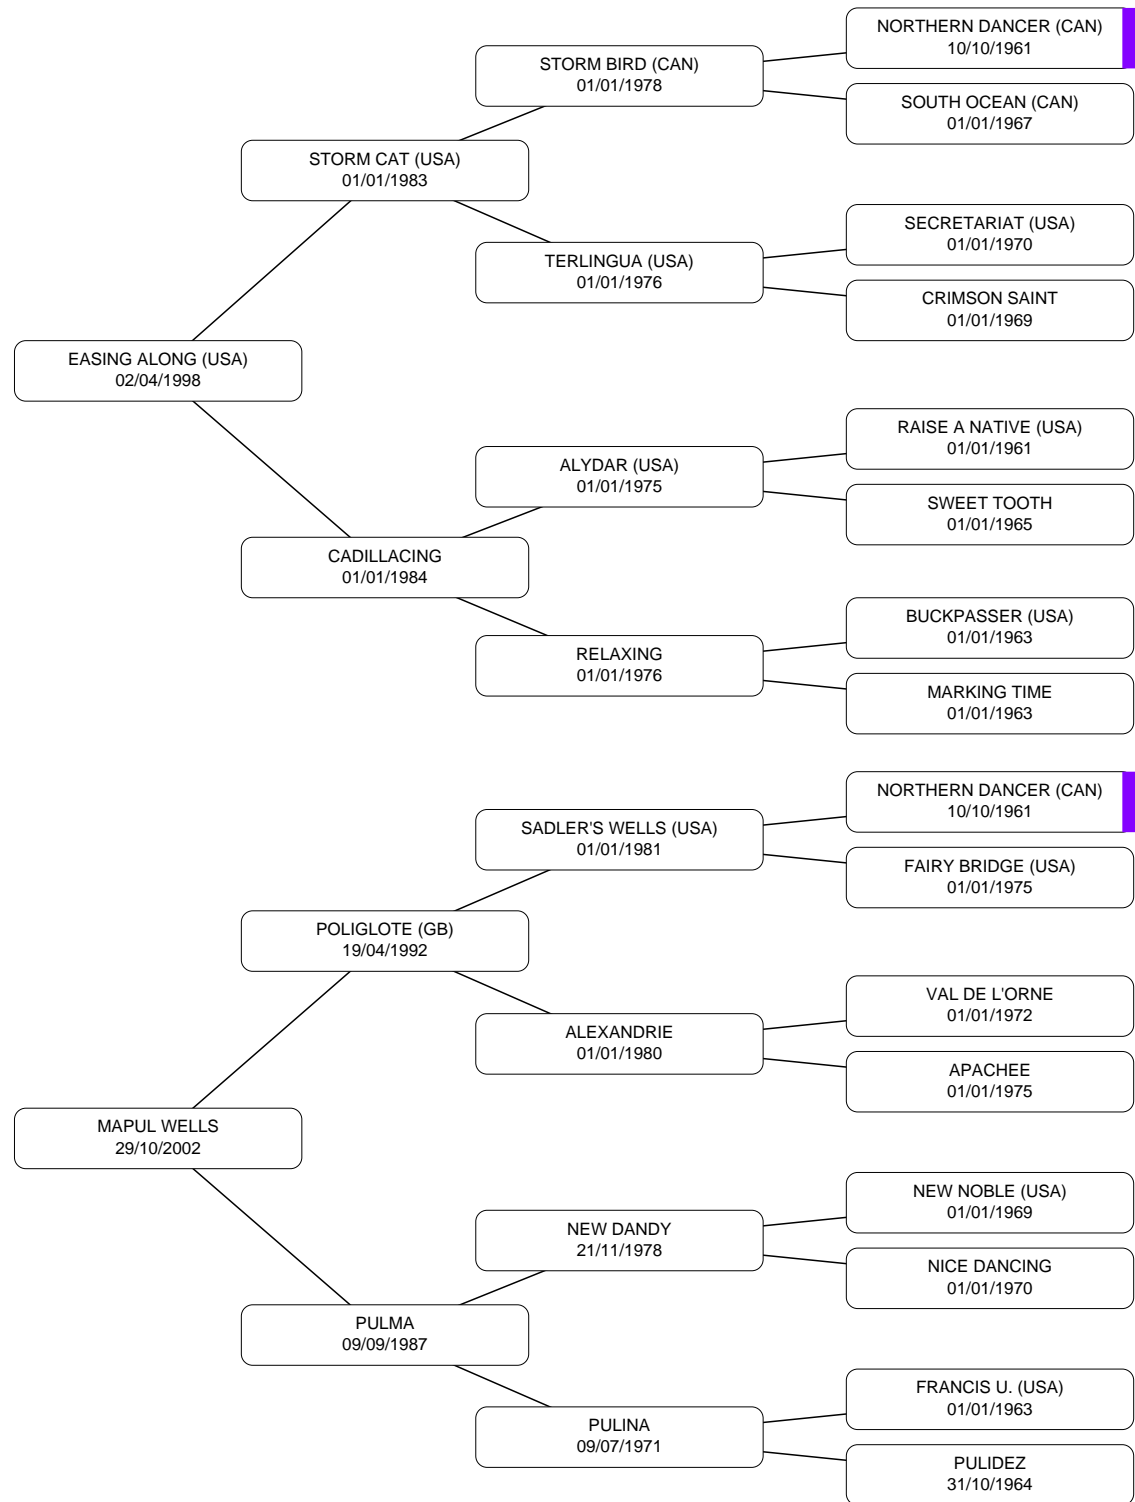 NORTHERN DANCER (CAN)
10/10/1961
STORM BIRD (CAN)
01/01/1978
SOUTH OCEAN (CAN)
01/01/1967
STORM CAT (USA)
01/01/1983
SECRETARIAT (USA)
01/01/1970
TERLINGUA (USA)
01/01/1976
CRIMSON SAINT
01/01/1969
EASING ALONG (USA)
02/04/1998
RAISE A NATIVE (USA)
01/01/1961
ALYDAR (USA)
01/01/1975
SWEET TOOTH
01/01/1965
CADILLACING
01/01/1984
BUCKPASSER (USA)
01/01/1963
RELAXING
01/01/1976
MARKING TIME
01/01/1963
NORTHERN DANCER (CAN)
10/10/1961
SADLER'S WELLS (USA)
01/01/1981
FAIRY BRIDGE (USA)
01/01/1975
POLIGLOTE (GB)
19/04/1992
VAL DE L'ORNE
01/01/1972
ALEXANDRIE
01/01/1980
APACHEE
01/01/1975
MAPUL WELLS
29/10/2002
NEW NOBLE (USA)
01/01/1969
NEW DANDY
21/11/1978
NICE DANCING
01/01/1970
PULMA
09/09/1987
FRANCIS U. (USA)
01/01/1963
PULINA
09/07/1971
PULIDEZ
31/10/1964